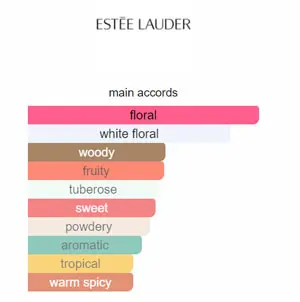 ESTĒE LAUDER
main accords
floral
white floral
woody
fruity
tuberose
sweet
powdery
aromatic
tropical
warm spicy